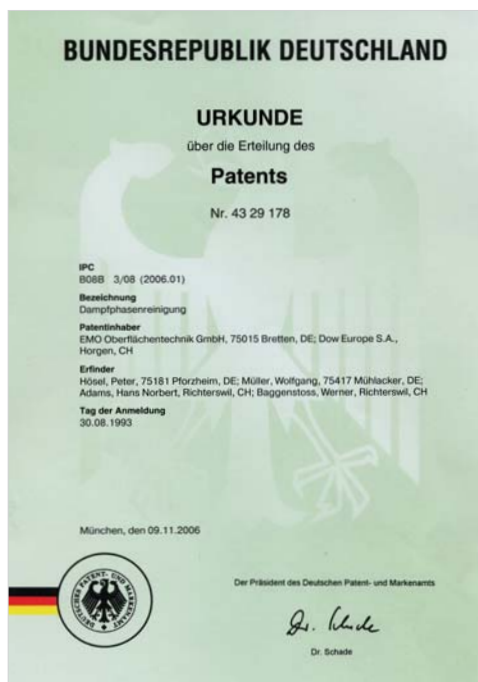 BUNDESREPUBLIK DEUTSCHLAND
URKUNDE
über die Erteilung des
Patents
Nr. 43 29 178
IPC
B08B 3/08 (2006.01)
Bezeichnung
Dampfphasenreinigung
Patentinhaber
EMO Oberflächentechnik GmbH, 75015 Bretten, DE; Dow Europe S.A.,
Horgen, CH
Erfinder
Hösel, Peter, 75181 Pforzheim, DE; Müller, Wolfgang, 75417 Mühlacker, DE;
Adams, Hans Norbert, Richterswil, CH; Baggenstoss, Werner, Richterswil, CH
Tag der Anmeldung
30.08.1993
München, den 09.11.2006
DEUTSCHES PATENT- UND MARKENAMT
Der Präsident des Deutschen Patent- und Markenamts
Dr. Schade
Dr. Schade